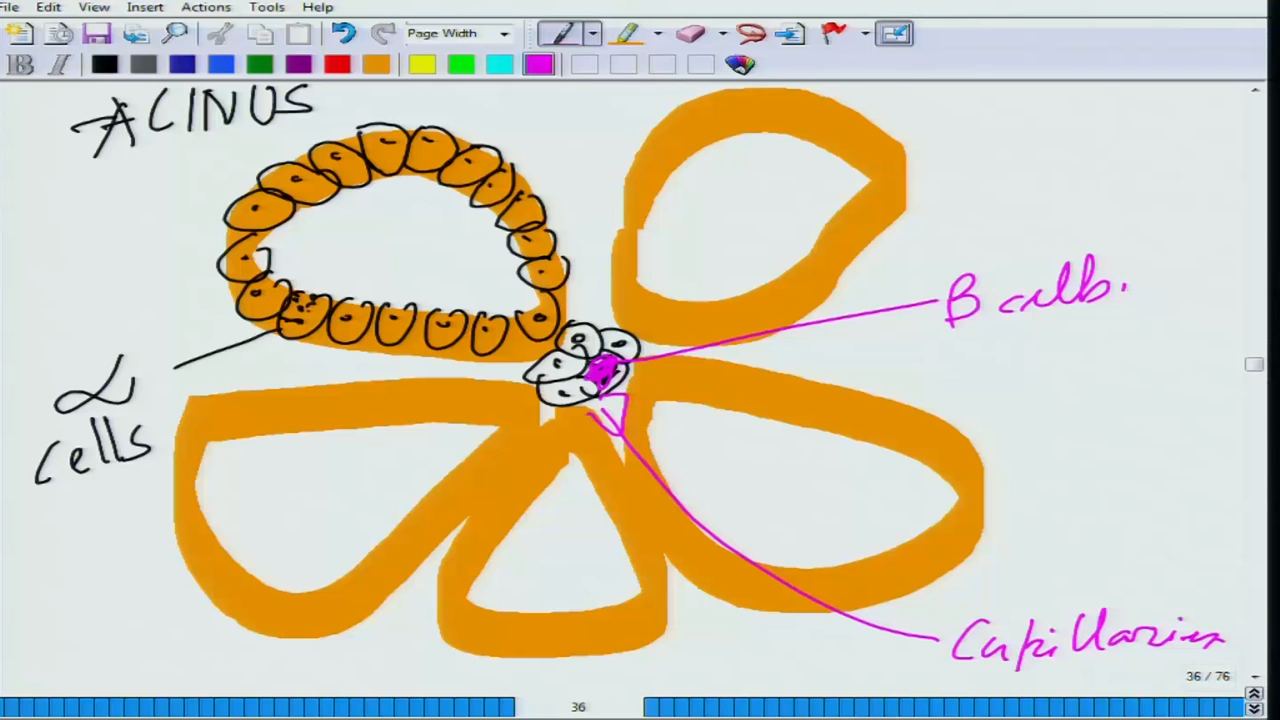 File Edit View Insert Actions Tools Help
Page Width
B I
ACINUS
B cells.
α
cells
Capillaries
36 / 76
36